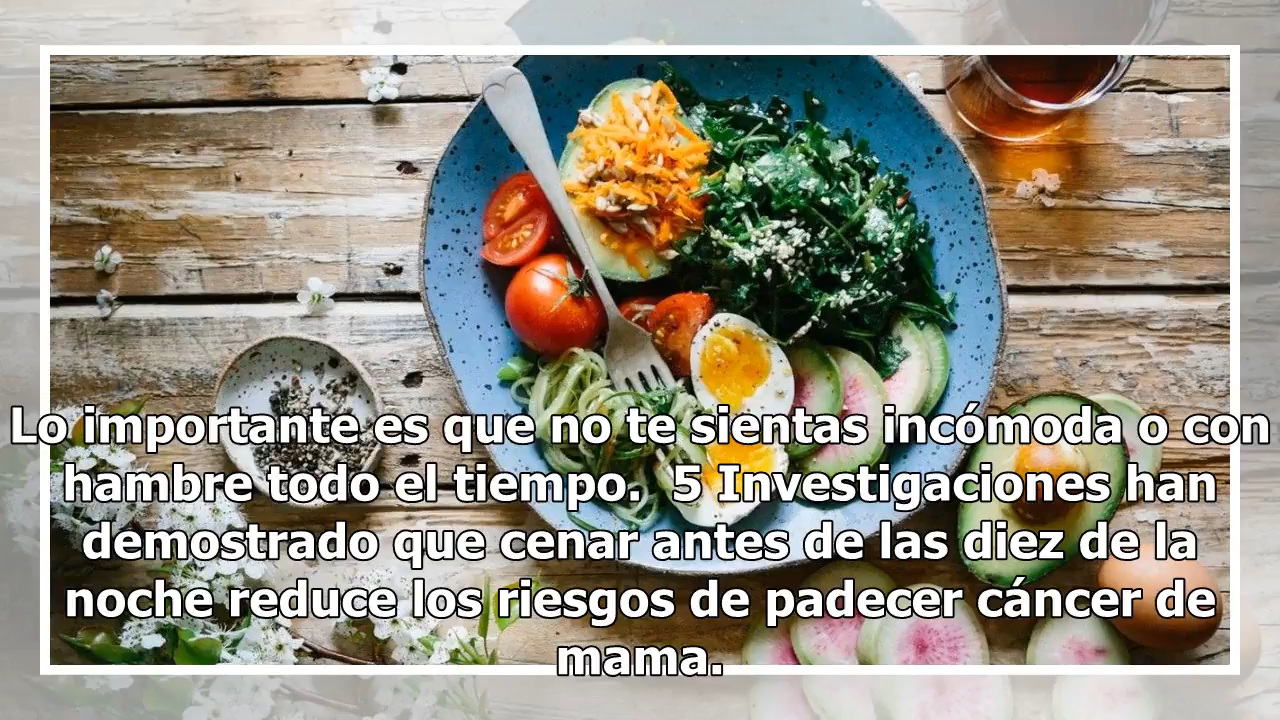 Lo importante es que no te sientas incómoda o con
hambre todo el tiempo.  5 Investigaciones han
demostrado que cenar antes de las diez de la
noche reduce los riesgos de padecer cáncer de
mama.